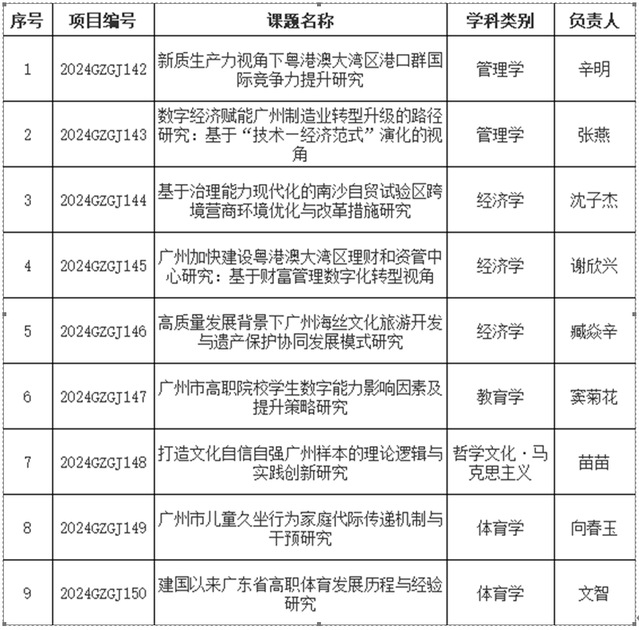 序号 项目编号 课题名称 学科类别 负责人
1 2024GZGJ142 新质生产力视角下粤港澳大湾区港口群国 管理学 辛明
际竞争力提升研究
2 2024GZGJ143 数字经济赋能广州制造业转型升级的路径 管理学 张燕
研究：基于“技术－经济范式”演化的视
角
3 2024GZGJ144 基于治理能力现代化的南沙自贸试验区跨 经济学 沈子杰
境营商环境优化与改革措施研究
4 2024GZGJ145 广州加快建设粤港澳大湾区理财和资管中 经济学 谢欣兴
心研究：基于财富管理数字化转型视角
5 2024GZGJ146 高质量发展背景下广州海丝文化旅游开发 经济学 臧焱辛
与遗产保护协同发展模式研究
6 2024GZGJ147 广州市高职院校学生数字能力影响因素及 教育学 窦菊花
提升策略研究
7 2024GZGJ148 打造文化自信自强广州样本的理论逻辑与 哲学文化·马 苗苗
实践创新研究 克思主义
8 2024GZGJ149 广州市儿童久坐行为家庭代际传递机制与 体育学 向春玉
干预研究
9 2024GZGJ150 建国以来广东省高职体育发展历程与经验 体育学 文智
研究